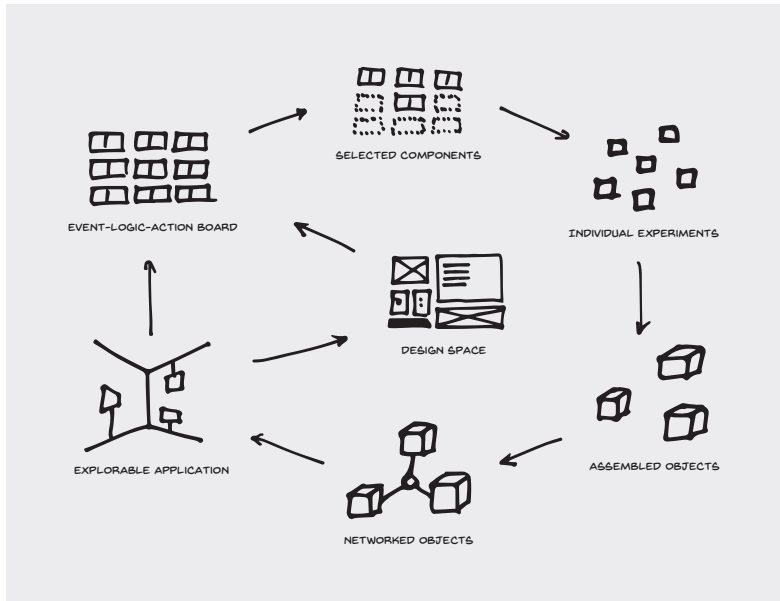 SELECTED COMPONENTS
EVENT-LOGIC-ACTION BOARD
INDIVIDUAL EXPERIMENTS
DESIGN SPACE
EXPLORABLE APPLICATION
ASSEMBLED OBJECTS
NETWORKED OBJECTS